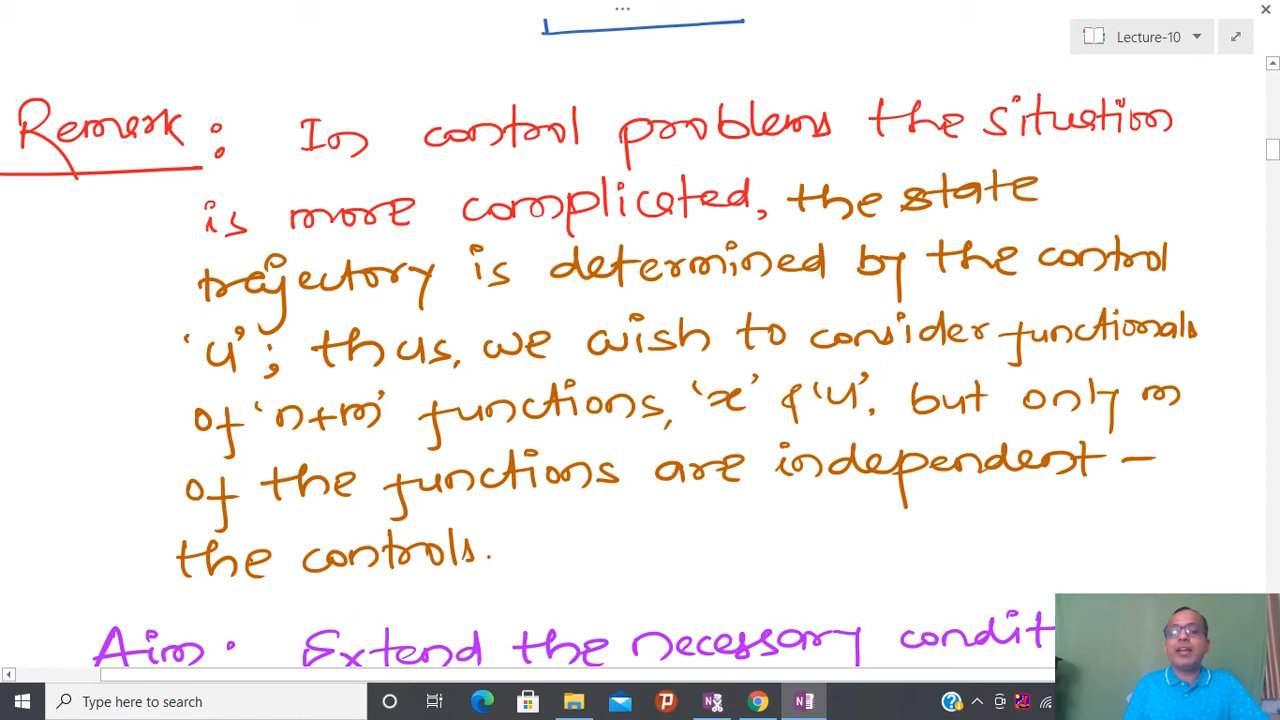 Lecture-10
Remark: In control problems the situation
is more complicated, the state
trajectory is determined by the control
'u'; thus, we wish to consider functionals
of 'n+m' functions, 'x' & 'u', but only m
of the functions are independent -
the controls.
Aim: Extend the necessary condit
Type here to search